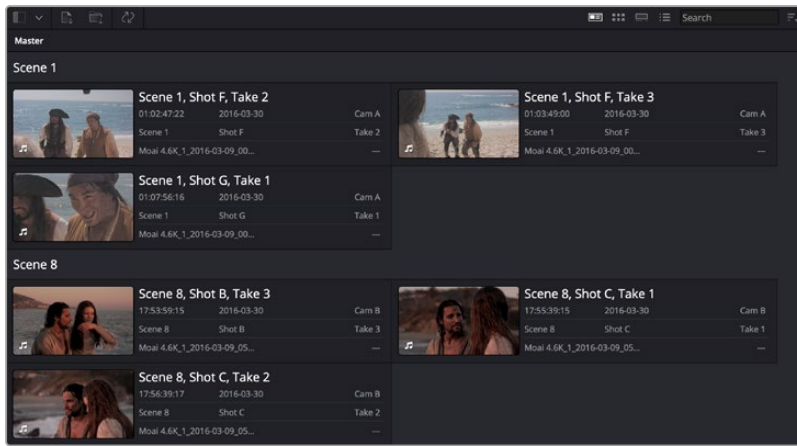 Search
Master
Scene 1
Scene 1, Shot F, Take 2
01:02:47:22 2016-03-30 Cam A
Scene 1 Shot F Take 2
Moai 4.6K_1_2016-03-09_00... —
Scene 1, Shot F, Take 3
01:03:49:00 2016-03-30 Cam A
Scene 1 Shot F Take 3
Moai 4.6K_1_2016-03-09_00... —
Scene 1, Shot G, Take 1
01:07:56:16 2016-03-30 Cam A
Scene 1 Shot G Take 1
Moai 4.6K_1_2016-03-09_00... —
Scene 8
Scene 8, Shot B, Take 3
17:53:59:15 2016-03-30 Cam B
Scene 8 Shot B Take 3
Moai 4.6K_1_2016-03-09_05... —
Scene 8, Shot C, Take 1
17:55:39:15 2016-03-30 Cam B
Scene 8 Shot C Take 1
Moai 4.6K_1_2016-03-09_05... —
Scene 8, Shot C, Take 2
17:56:39:17 2016-03-30 Cam B
Scene 8 Shot C Take 2
Moai 4.6K_1_2016-03-09_05... —